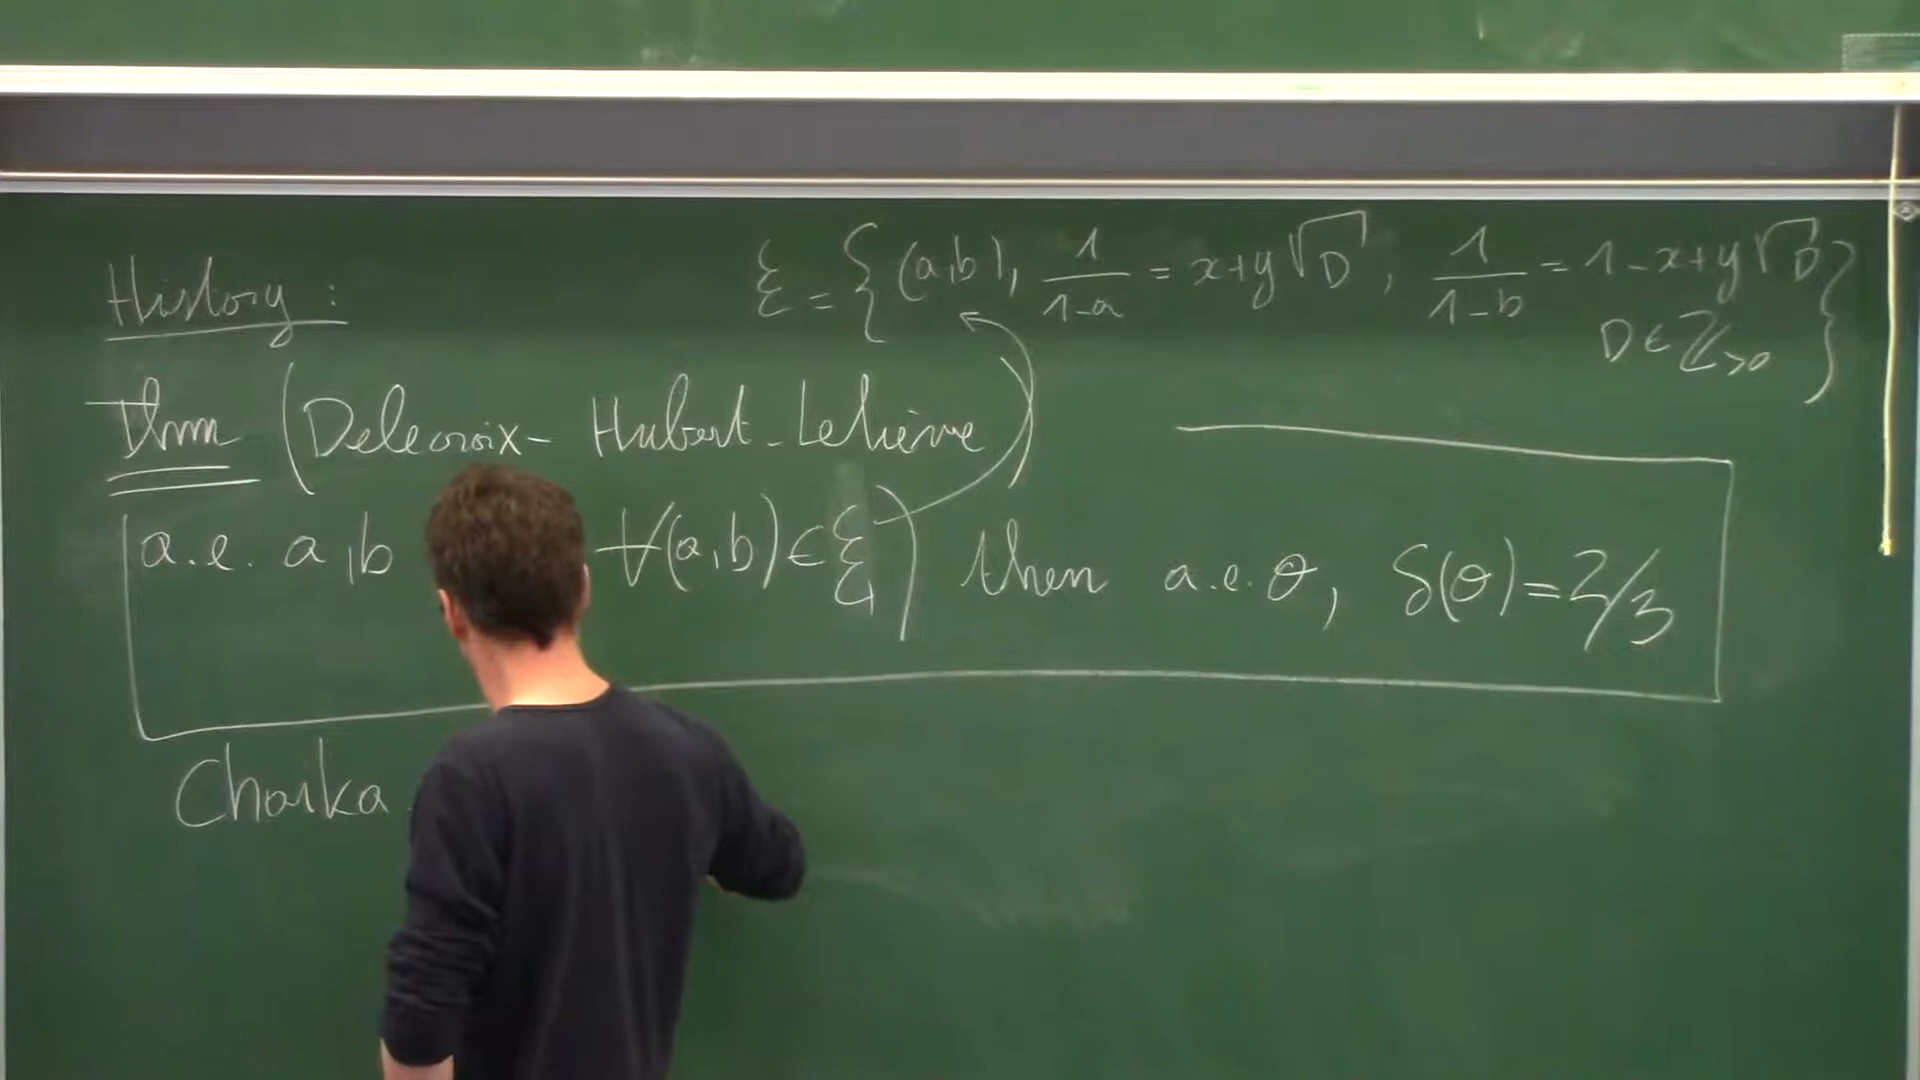 History :
ℰ = { (a,b), 1/(1-a) = x+y√D, 1/(1-b) = 1-x+y√D
D ∈ ℤ>0 }
thm (Delecroix - Hubert - Lelièvre)
a.e. a,b ∀(a,b) ∈ ℰ ) then a.e. θ, δ(θ) = 2/3
Chaika